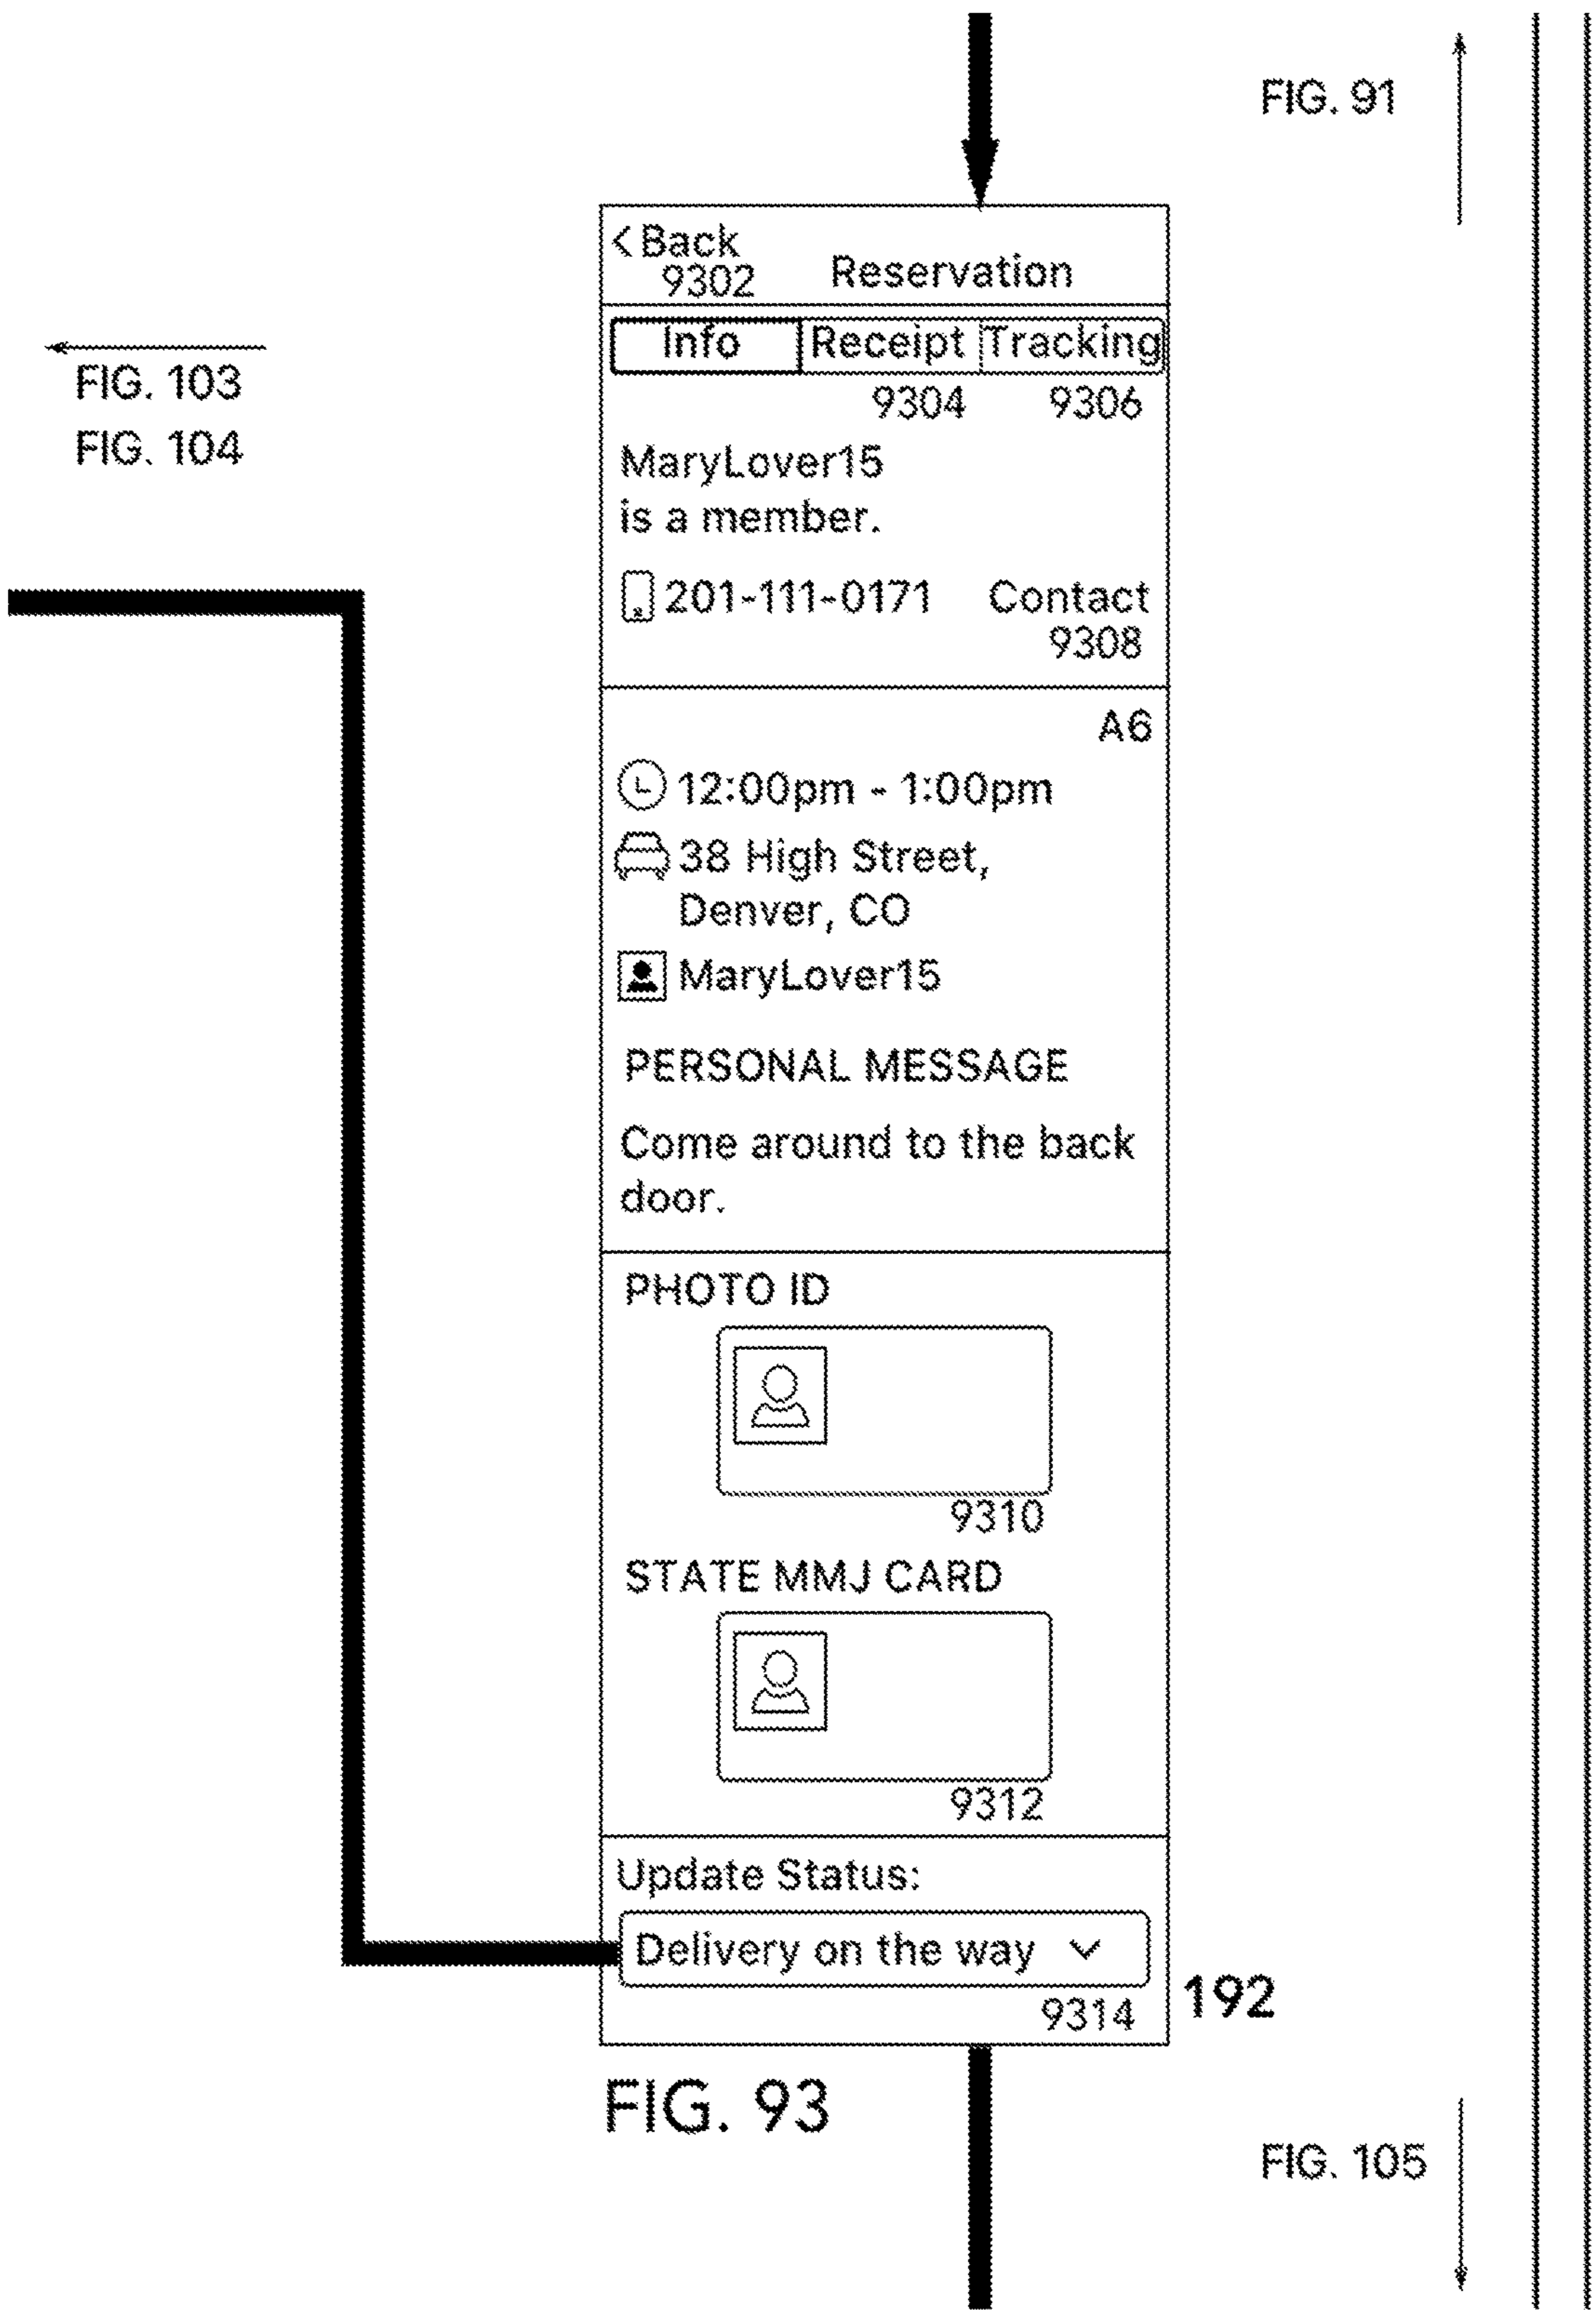 FIG. 91
< Back
9302
Reservation
Info
Receipt
Tracking
9304
9306
FIG. 103
FIG. 104
MaryLover15
is a member.
201-111-0171
Contact
9308
A6
12:00pm - 1:00pm
38 High Street,
Denver, CO
MaryLover15
PERSONAL MESSAGE
Come around to the back
door.
PHOTO ID
9310
STATE MMJ CARD
9312
Update Status:
Delivery on the way
9314
192
FIG. 93
FIG. 105